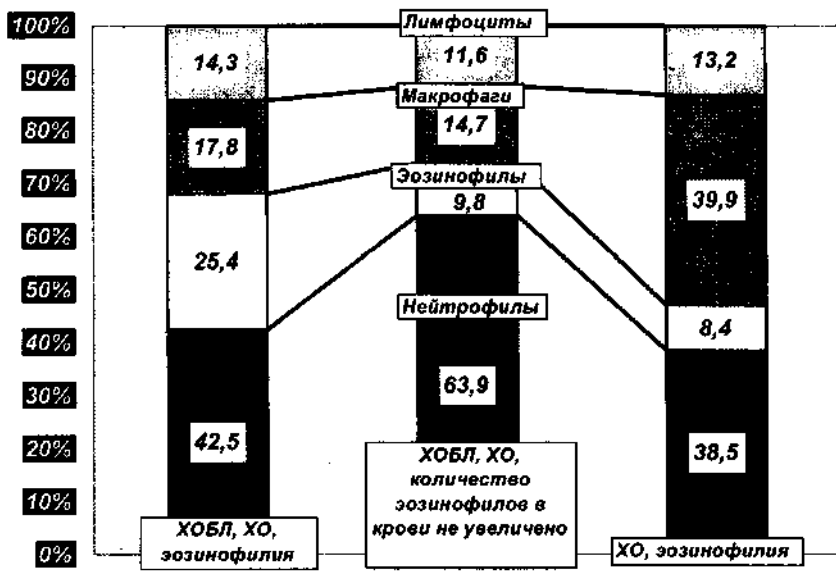 100%
90%
80%
70%
60%
50%
40%
30%
20%
10%
0%
Лимфоциты
14,3
11,6
13,2
Макрофаги
17,8
14,7
39,9
Эозинофилы
25,4
9,8
8,4
Нейтрофилы
42,5
63,9
38,5
ХОБЛ, ХО,
эозинофилия
ХОБЛ, ХО,
количество
эозинофилов в
крови не увеличено
ХО, эозинофилия